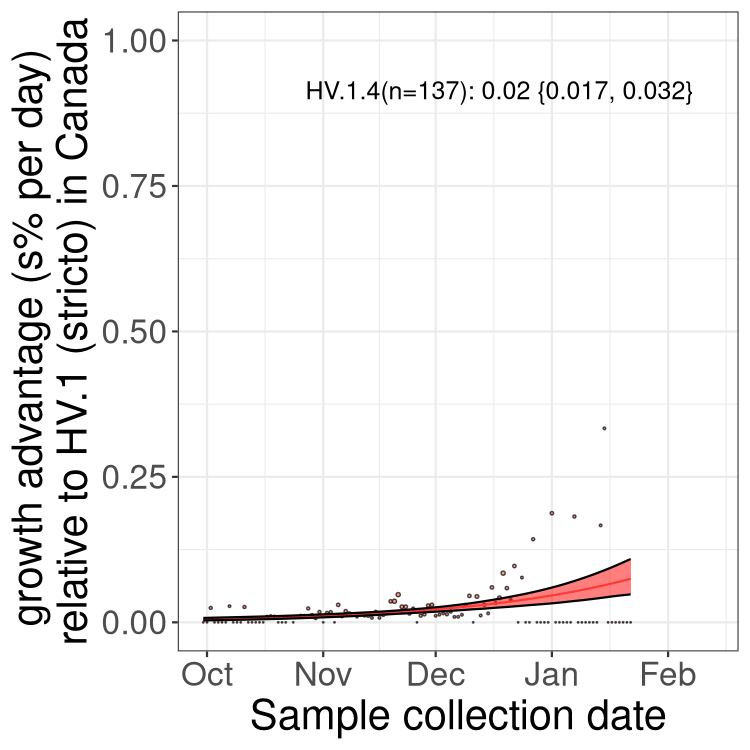 growth advantage (s% per day)
relative to HV.1 (stricto) in Canada
1.00
0.75
0.50
0.25
0.00
HV.1.4(n=137): 0.02 {0.017, 0.032}
Oct Nov Dec Jan Feb
Sample collection date